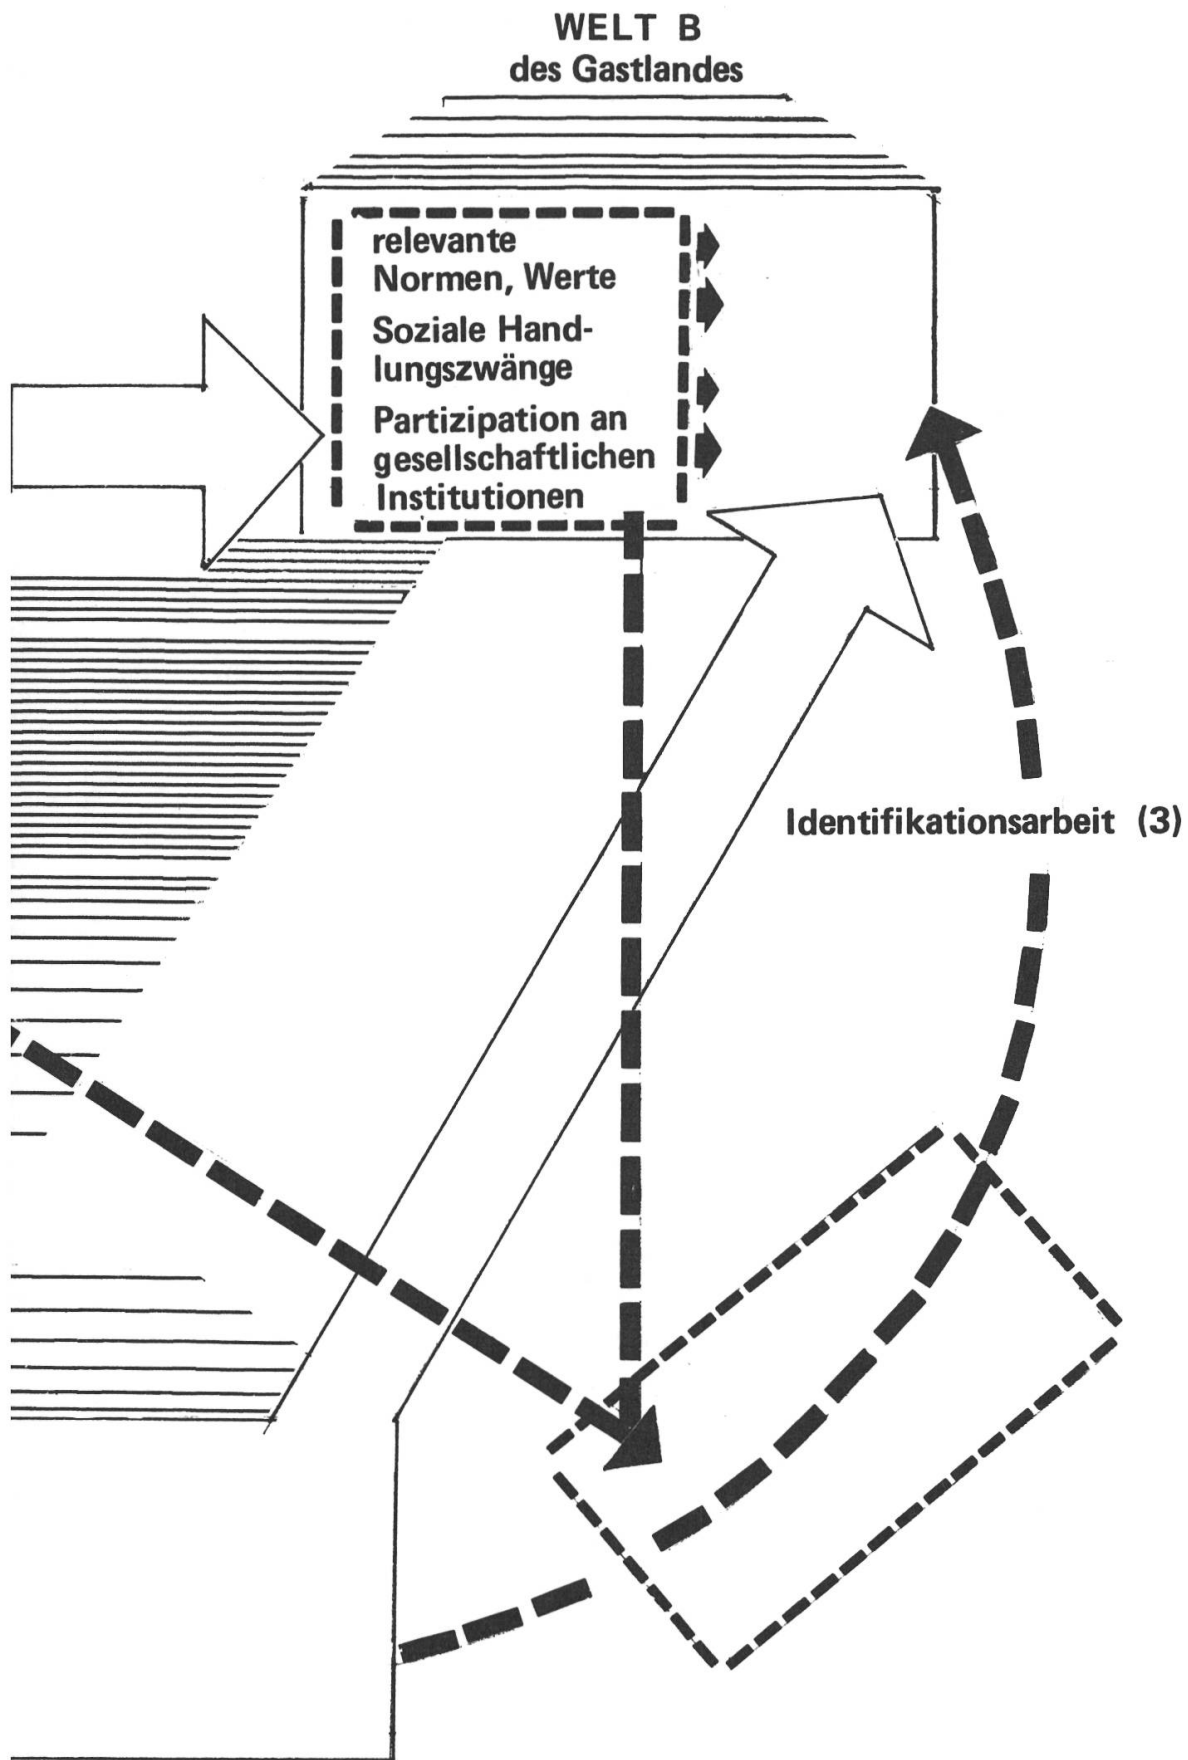 WELT B
des Gastlandes
relevante
Normen, Werte
Soziale Hand-
lungszwänge
Partizipation an
gesellschaftlichen
Institutionen
Identifikationsarbeit (3)